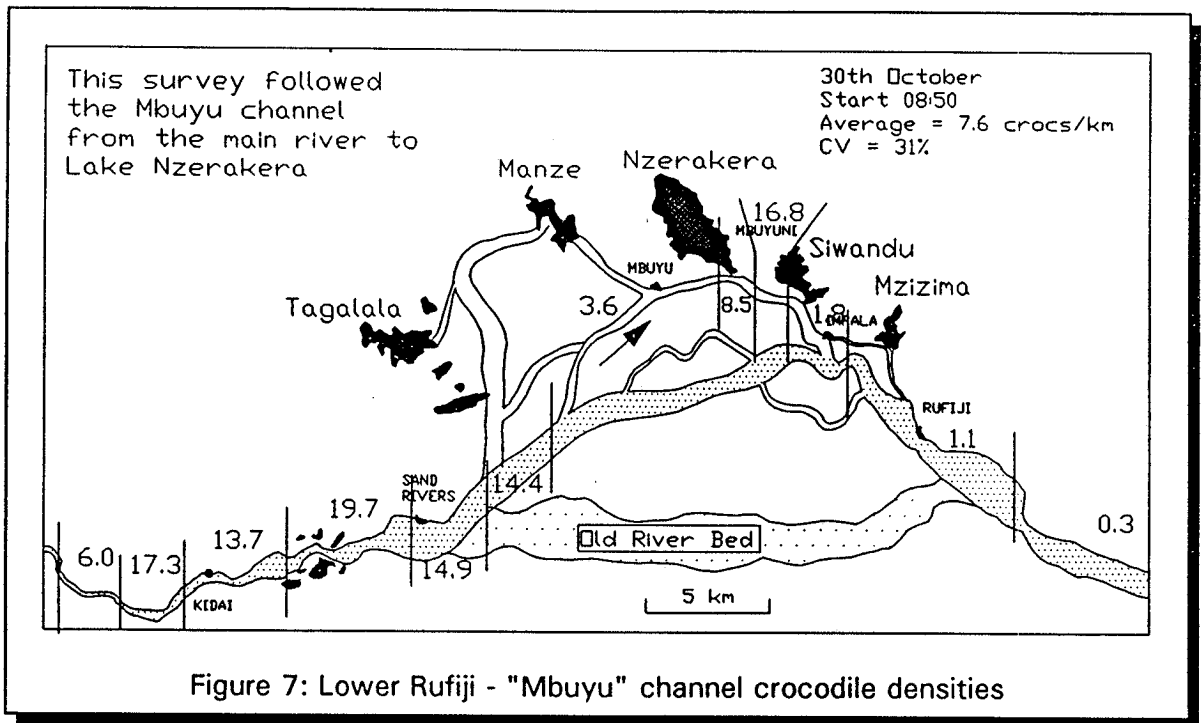 This survey followed
the Mbuyu channel
from the main river to
Lake Nzerakera
30th October
Start 08:50
Average = 7.6 crocs/km
CV = 31%
Manze
Nzerakera
16.8
MBUYUNI
Siwandu
MBUYU
Mzizima
Tagalala
3.6
8.5
1.8
IMPALA
RUFIJI
1.1
SAND
RIVERS
14.4
19.7
Old River Bed
0.3
13.7
6.0
17.3
14.9
KIDAI
5 km
Figure 7: Lower Rufiji - "Mbuyu" channel crocodile densities